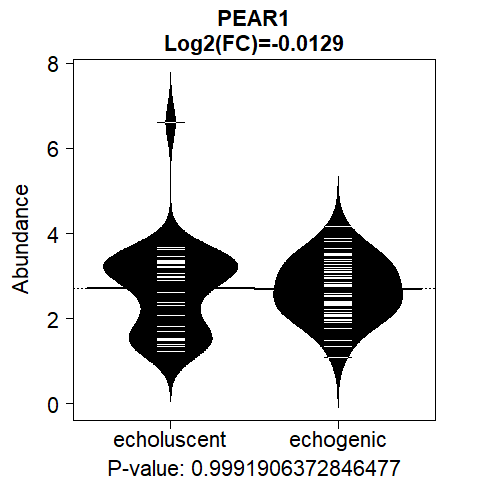 PEAR1
Log2(FC)=-0.0129
Abundance
8
6
4
2
0
echoluscent echogenic
P-value: 0.9991906372846477